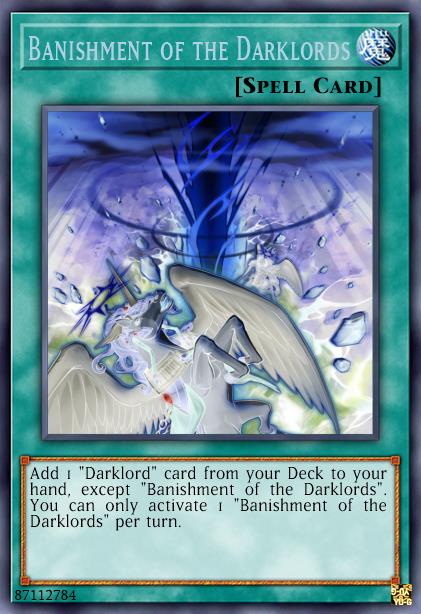 Banishment of the Darklords
魔
[Spell Card]
Add 1 "Darklord" card from your Deck to your
hand, except "Banishment of the Darklords".
You can only activate 1 "Banishment of the
Darklords" per turn.
87112784